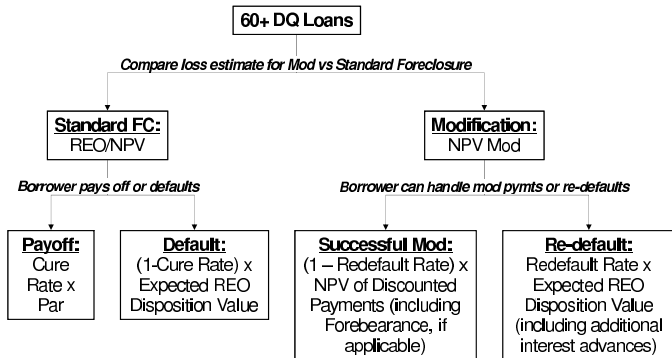 60+ DQ Loans
Compare loss estimate for Mod vs Standard Foreclosure
Standard FC:
REO/NPV
Modification:
NPV Mod
Borrower pays off or defaults
Borrower can handle mod pymts or re-defaults
Payoff:
Cure
Rate x
Par
Default:
(1-Cure Rate) x
Expected REO
Disposition Value
Successful Mod:
(1 – Redefault Rate) x
NPV of Discounted
Payments (including
Forebearance, if
applicable)
Re-default:
Redefault Rate x
Expected REO
Disposition Value
(including additional
interest advances)